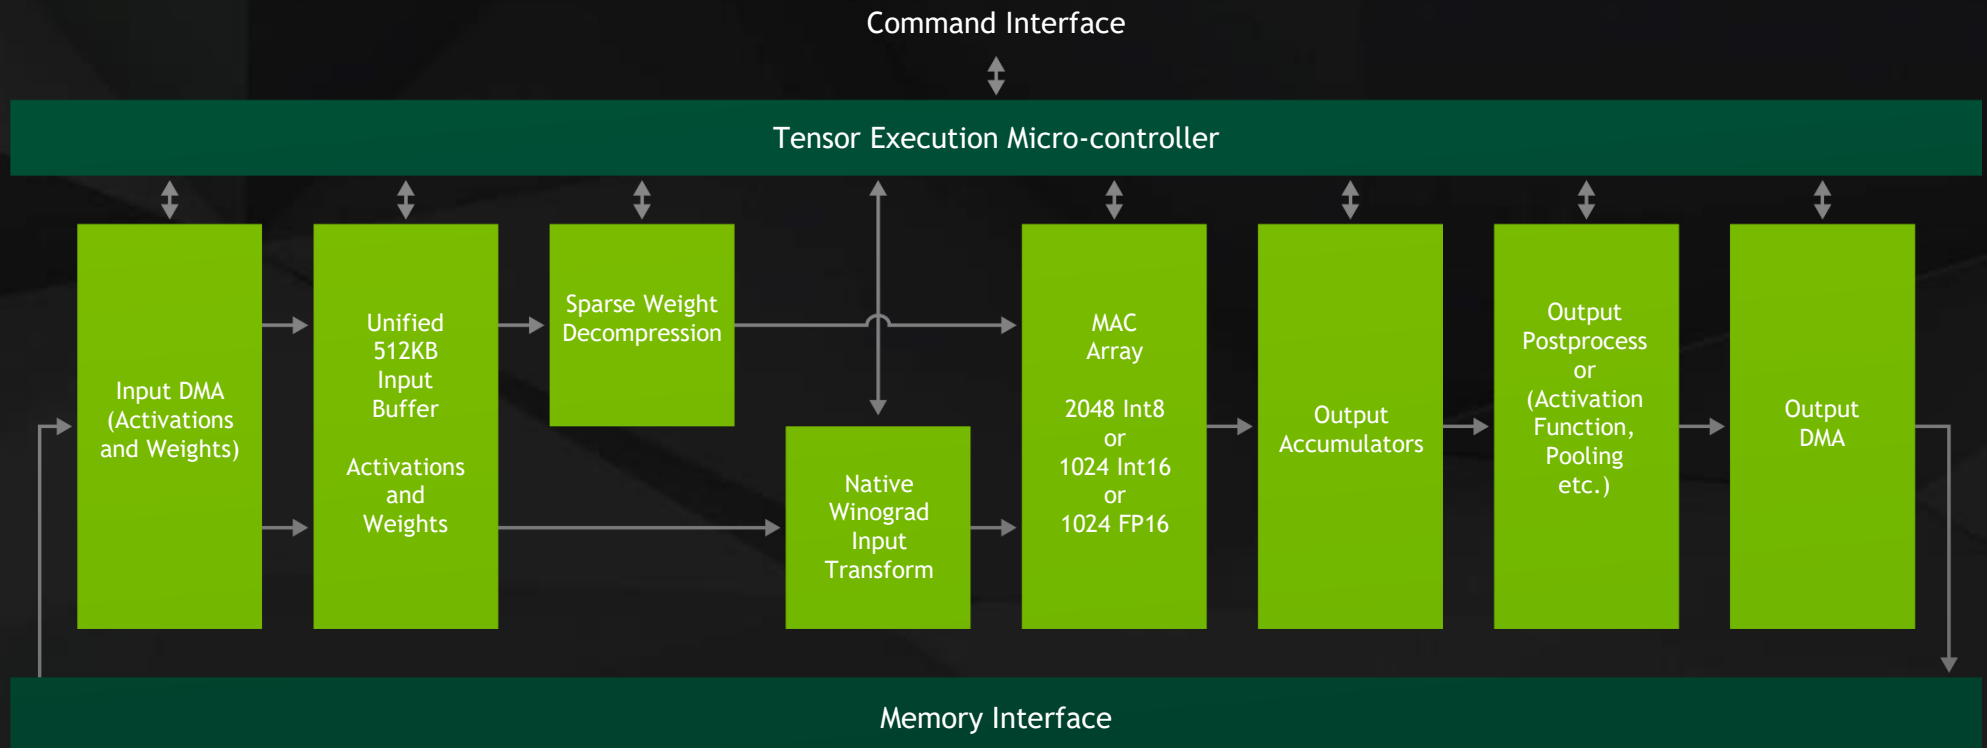 Command Interface
Tensor Execution Micro-controller
Input DMA
(Activations
and Weights)
Unified
512KB
Input
Buffer
Activations
and
Weights
Sparse Weight
Decompression
Native
Winograd
Input
Transform
MAC
Array
2048 Int8
or
1024 Int16
or
1024 FP16
Output
Accumulators
Output
Postprocess
or
(Activation
Function,
Pooling
etc.)
Output
DMA
Memory Interface